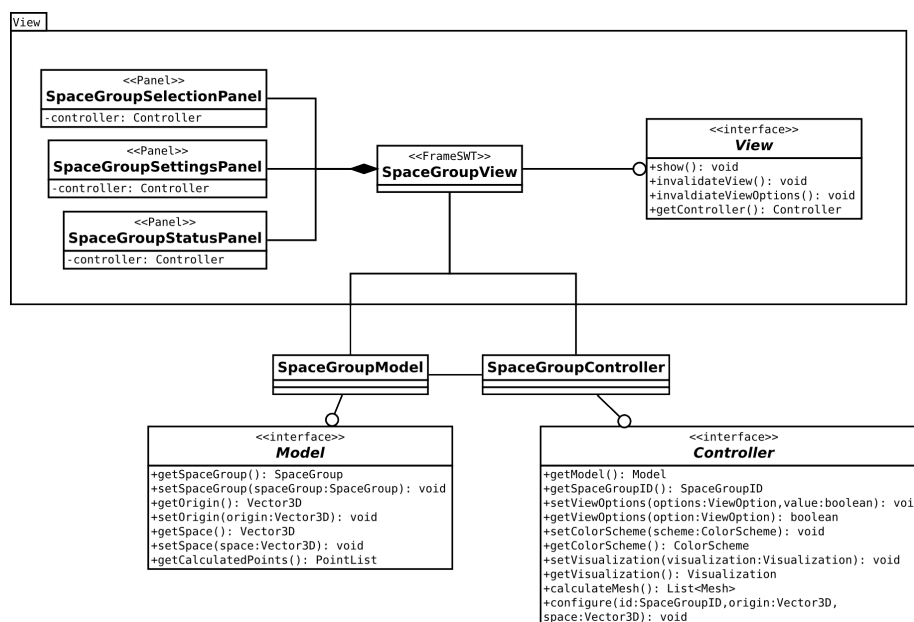 View
<<Panel>>
SpaceGroupSelectionPanel
-controller: Controller
<<Panel>>
SpaceGroupSettingsPanel
-controller: Controller
<<Panel>>
SpaceGroupStatusPanel
-controller: Controller
<<FrameSWT>>
SpaceGroupView
<<interface>>
View
+show(): void
+invalidateView(): void
+invaldiateViewOptions(): void
+getController(): Controller
SpaceGroupModel
SpaceGroupController
<<interface>>
Model
+getSpaceGroup(): SpaceGroup
+setSpaceGroup(spaceGroup:SpaceGroup): void
+getOrigin(): Vector3D
+setOrigin(origin:Vector3D): void
+getSpace(): Vector3D
+setSpace(space:Vector3D): void
+getCalculatedPoints(): PointList
<<interface>>
Controller
+getModel(): Model
+getSpaceGroupID(): SpaceGroupID
+setViewOptions(options:ViewOption,value:boolean): voi
+getViewOptions(option:ViewOption): boolean
+setColorScheme(scheme:ColorScheme): void
+getColorScheme(): ColorScheme
+setVisualization(visualization:Visualization): void
+getVisualization(): Visualization
+calculateMesh(): List<Mesh>
+configure(id:SpaceGroupID,origin:Vector3D,
space:Vector3D): void